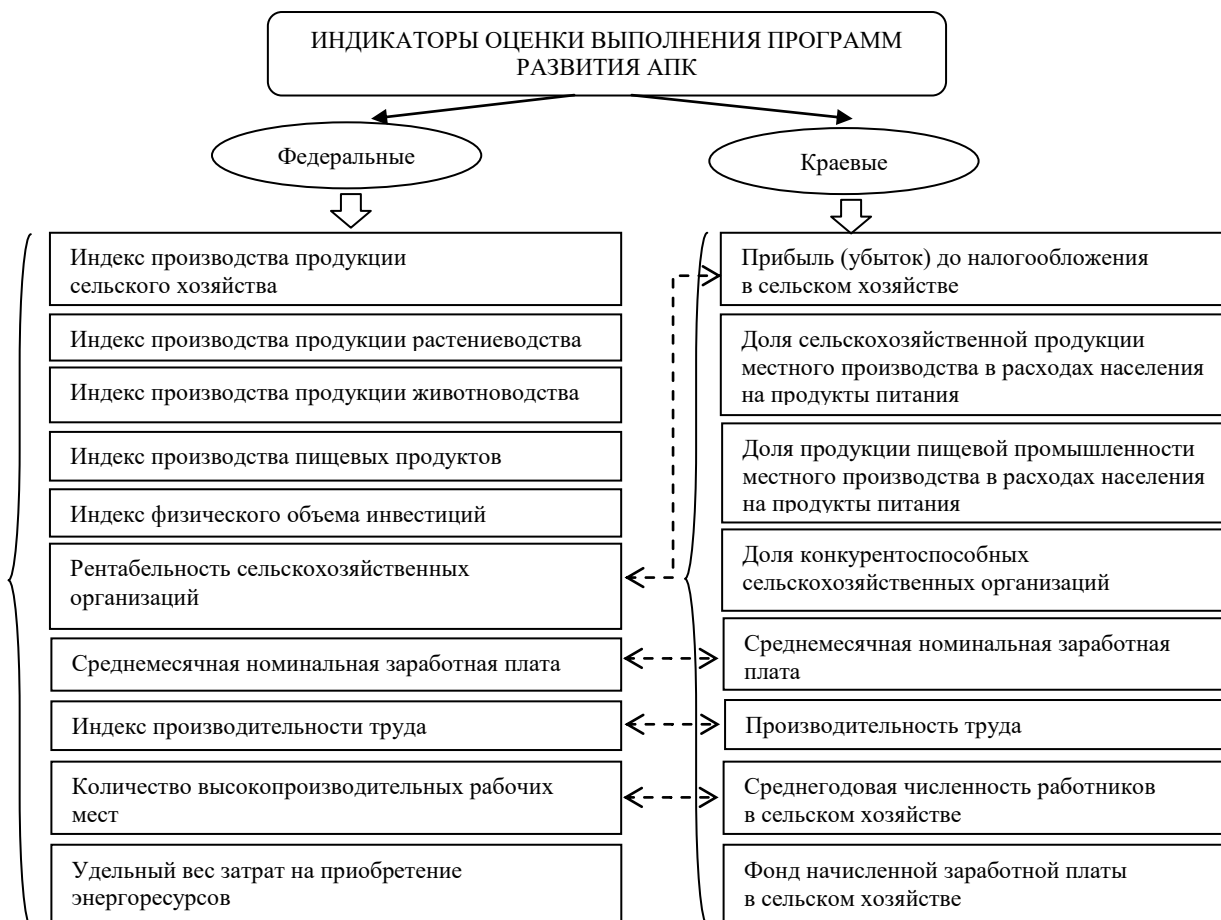 ИНДИКАТОРЫ ОЦЕНКИ ВЫПОЛНЕНИЯ ПРОГРАММ
РАЗВИТИЯ АПК
Федеральные
Краевые
Индекс производства продукции
сельского хозяйства
Индекс производства продукции растениеводства
Индекс производства продукции животноводства
Индекс производства пищевых продуктов
Индекс физического объема инвестиций
Рентабельность сельскохозяйственных
организаций
Среднемесячная номинальная заработная плата
Индекс производительности труда
Количество высокопроизводительных рабочих
мест
Удельный вес затрат на приобретение
энергоресурсов
Прибыль (убыток) до налогообложения
в сельском хозяйстве
Доля сельскохозяйственной продукции
местного производства в расходах населения
на продукты питания
Доля продукции пищевой промышленности
местного производства в расходах населения
на продукты питания
Доля конкурентоспособных
сельскохозяйственных организаций
Среднемесячная номинальная заработная
плата
Производительность труда
Среднегодовая численность работников
в сельском хозяйстве
Фонд начисленной заработной платы
в сельском хозяйстве